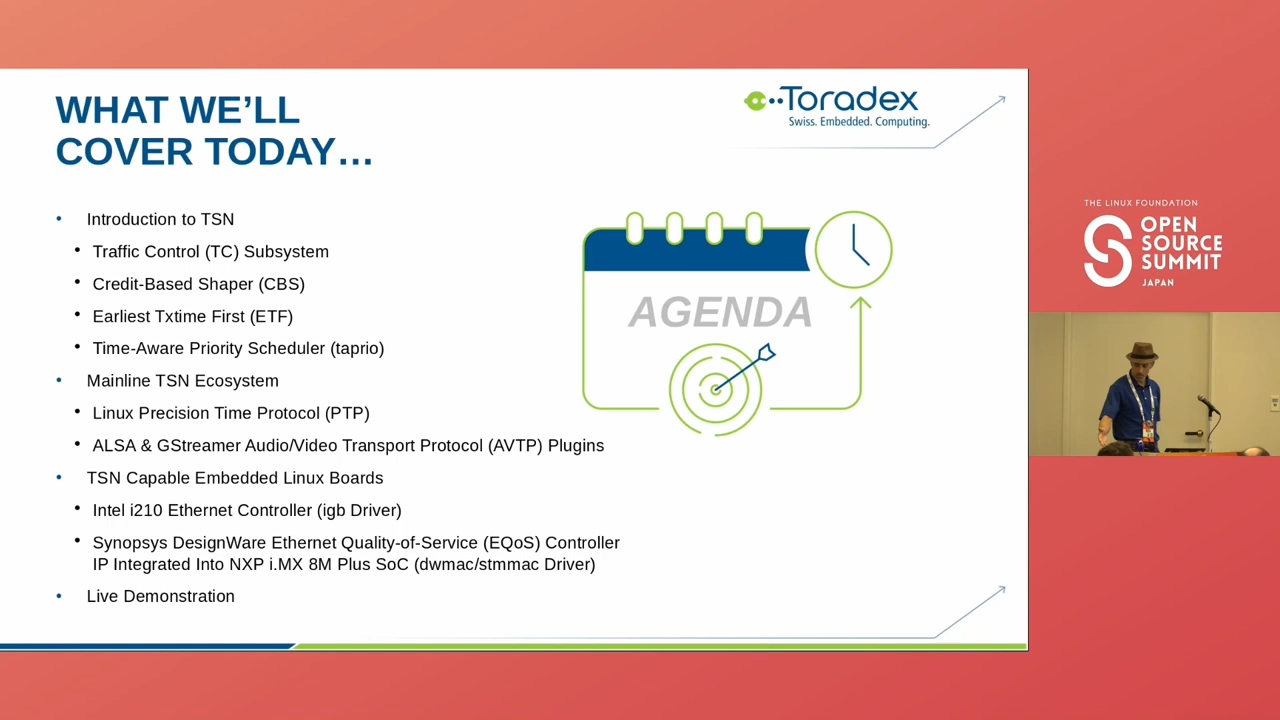 WHAT WE’LL
COVER TODAY…
Toradex
Swiss. Embedded. Computing.
• Introduction to TSN
• Traffic Control (TC) Subsystem
• Credit-Based Shaper (CBS)
• Earliest Txtime First (ETF)
• Time-Aware Priority Scheduler (taprio)
• Mainline TSN Ecosystem
• Linux Precision Time Protocol (PTP)
• ALSA & GStreamer Audio/Video Transport Protocol (AVTP) Plugins
• TSN Capable Embedded Linux Boards
• Intel i210 Ethernet Controller (igb Driver)
• Synopsys DesignWare Ethernet Quality-of-Service (EQoS) Controller
IP Integrated Into NXP i.MX 8M Plus SoC (dwmac/stmmac Driver)
• Live Demonstration
AGENDA
THE LINUX FOUNDATION
OPEN
SOURCE
SUMMIT
JAPAN